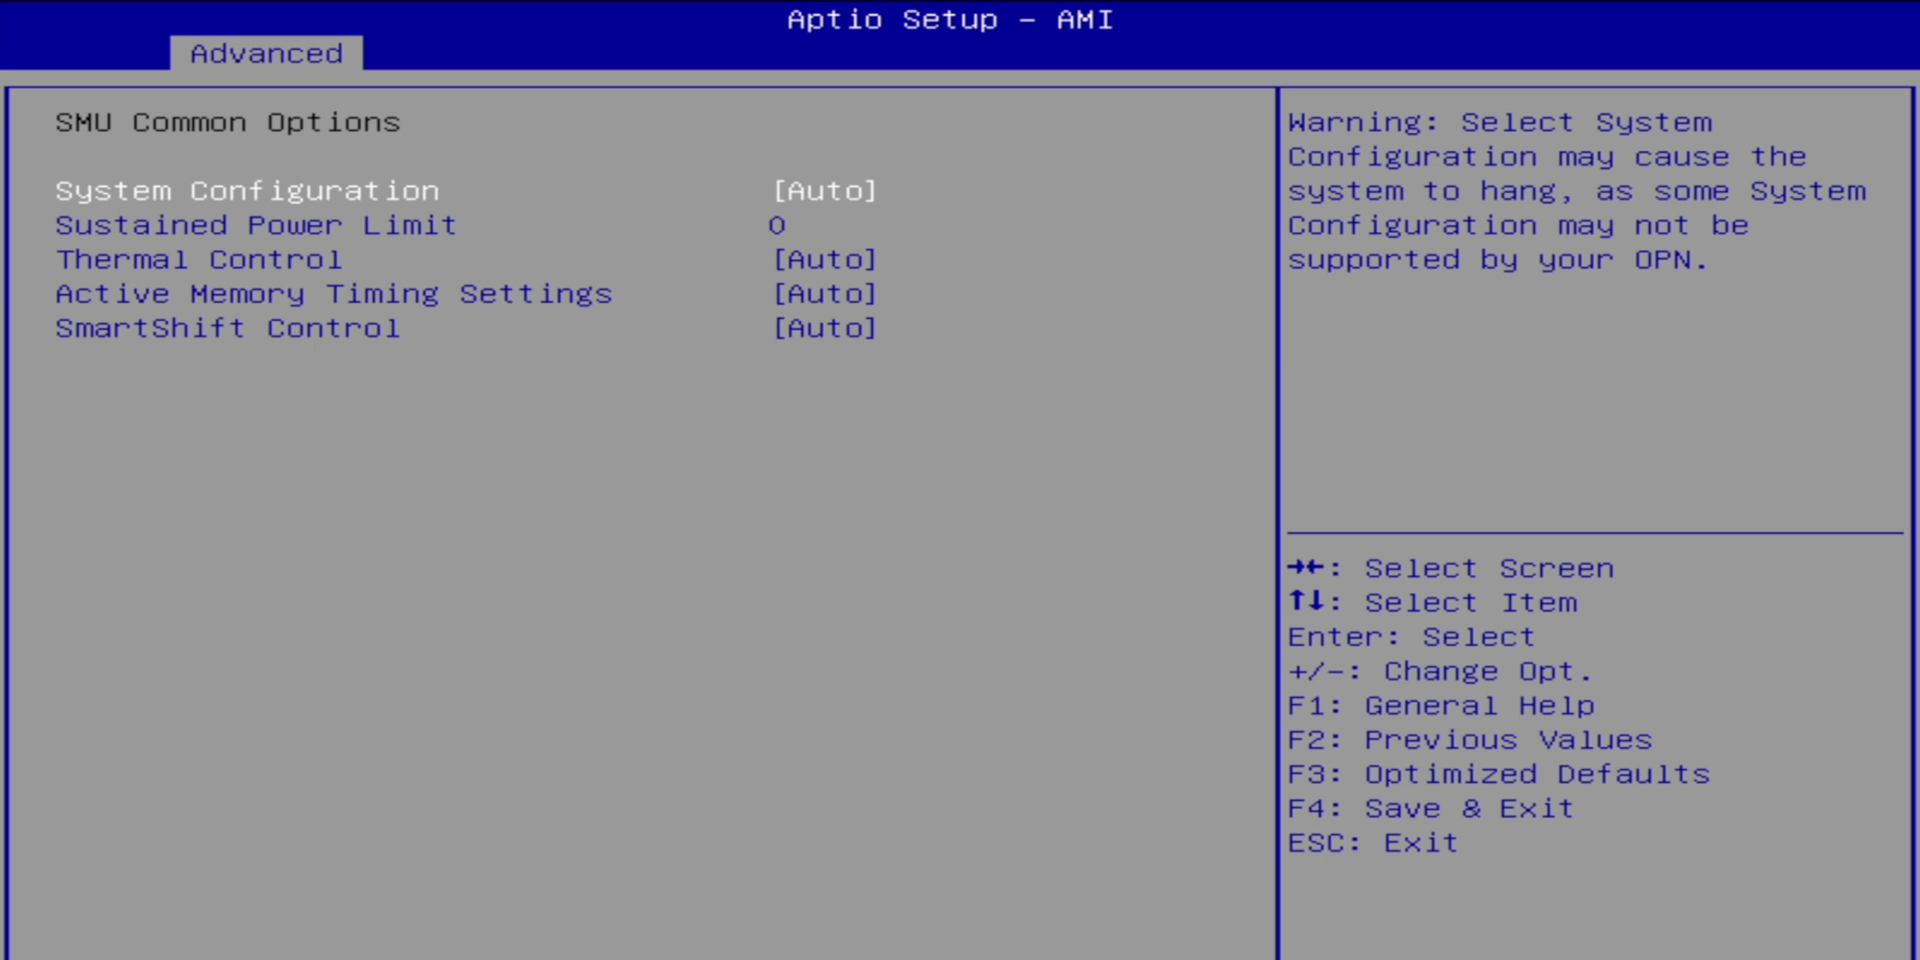 Aptio Setup - AMI
Advanced
SMU Common Options
System Configuration [Auto]
Sustained Power Limit 0
Thermal Control [Auto]
Active Memory Timing Settings [Auto]
SmartShift Control [Auto]
Warning: Select System
Configuration may cause the
system to hang, as some System
Configuration may not be
supported by your OPN.
→←: Select Screen
↑↓: Select Item
Enter: Select
+/-: Change Opt.
F1: General Help
F2: Previous Values
F3: Optimized Defaults
F4: Save & Exit
ESC: Exit